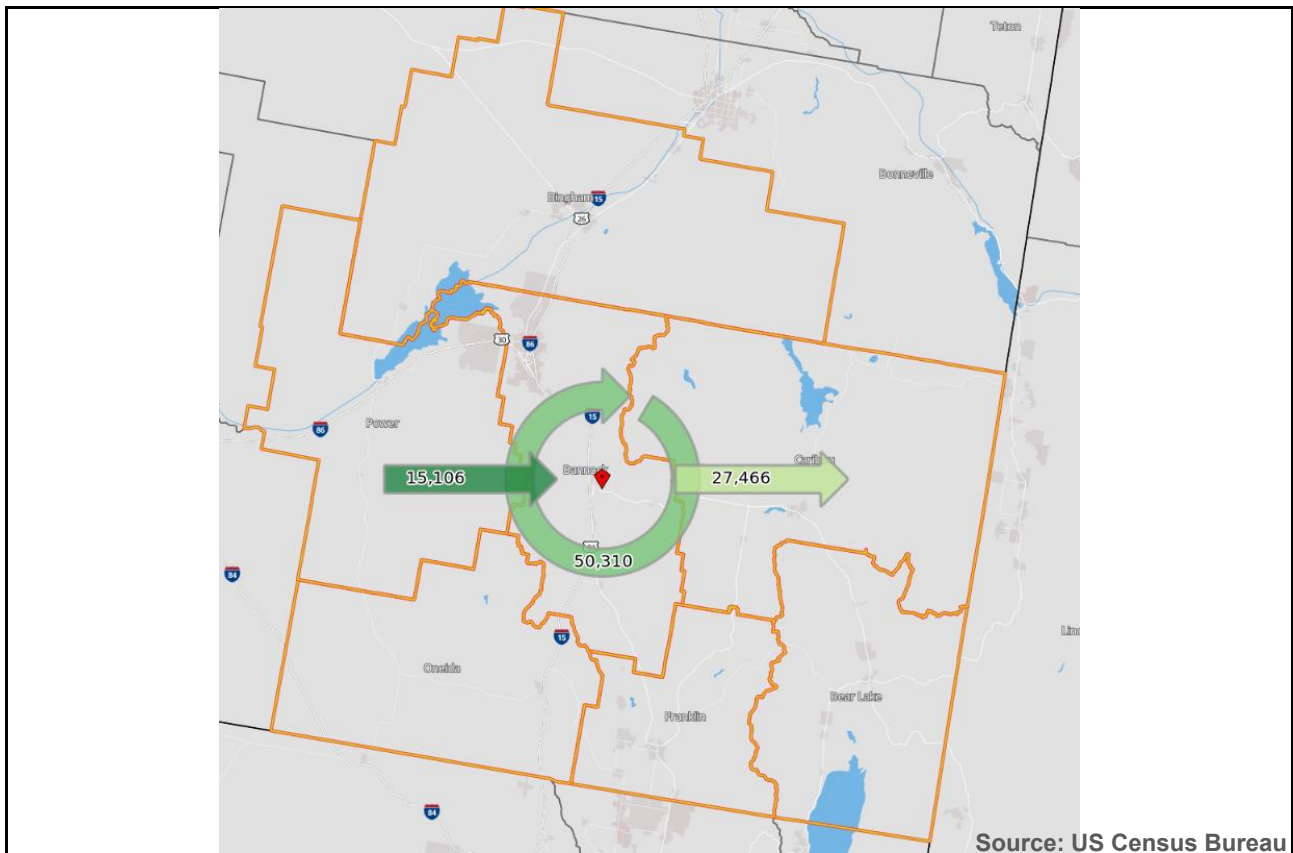 Teton
Bonneville
Bingham
15
26
30
86
15
Power
86
Caribou
Bannock
15,106
27,466
50,310
84
15
Oneida
Bear Lake
Franklin
84
Source: US Census Bureau